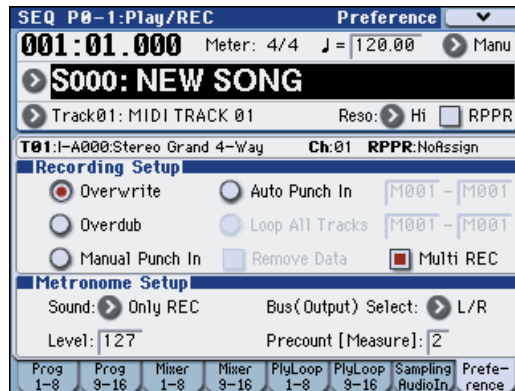 SEQ P0-1:Play/REC Preference
001:01.000 Meter: 4/4 ♩= 120.00 Manu
S000: NEW SONG
Track01: MIDI TRACK 01 Reso: Hi RPPR
T01:I-A000:Stereo Grand 4-Way Ch:01 RPPR:NoAssign
Recording Setup
Overwrite Auto Punch In M001 - M001
Overdub Loop All Tracks M001 - M001
Manual Punch In Remove Data Multi REC
Metronome Setup
Sound: Only REC Bus(Output) Select: L/R
Level: 127 Precount [Measure]: 2
Prog 1-8 Prog 9-16 Mixer 1-8 Mixer 9-16 PlyLoop 1-8 PlyLoop 9-16 Sampling AudioIn Prefe-rence